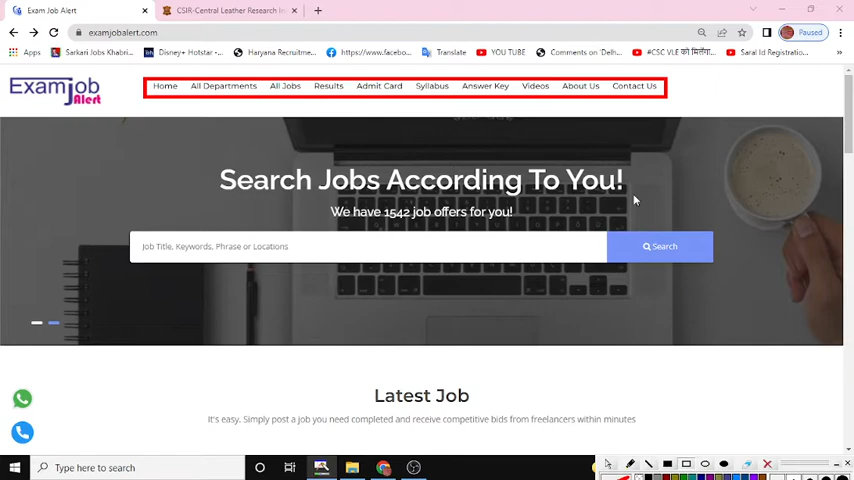 Exam Job Alert
CSIR-Central Leather Research In
examjobalert.com
Paused
Apps
Sarkari Jobs Khabri...
Disney+ Hotstar -...
Haryana Recruitme...
https://www.facebo...
Translate
YOU TUBE
Comments on 'Delh...
#CSC VLE को मिलेंगा...
Saral Id Registratio...
Examjob
Alert
Home All Departments All Jobs Results Admit Card Syllabus Answer Key Videos About Us Contact Us
Search Jobs According To You!
We have 1542 job offers for you!
Job Title, Keywords, Phrase or Locations
Search
Latest Job
It's easy. Simply post a job you need completed and receive competitive bids from freelancers within minutes
Type here to search